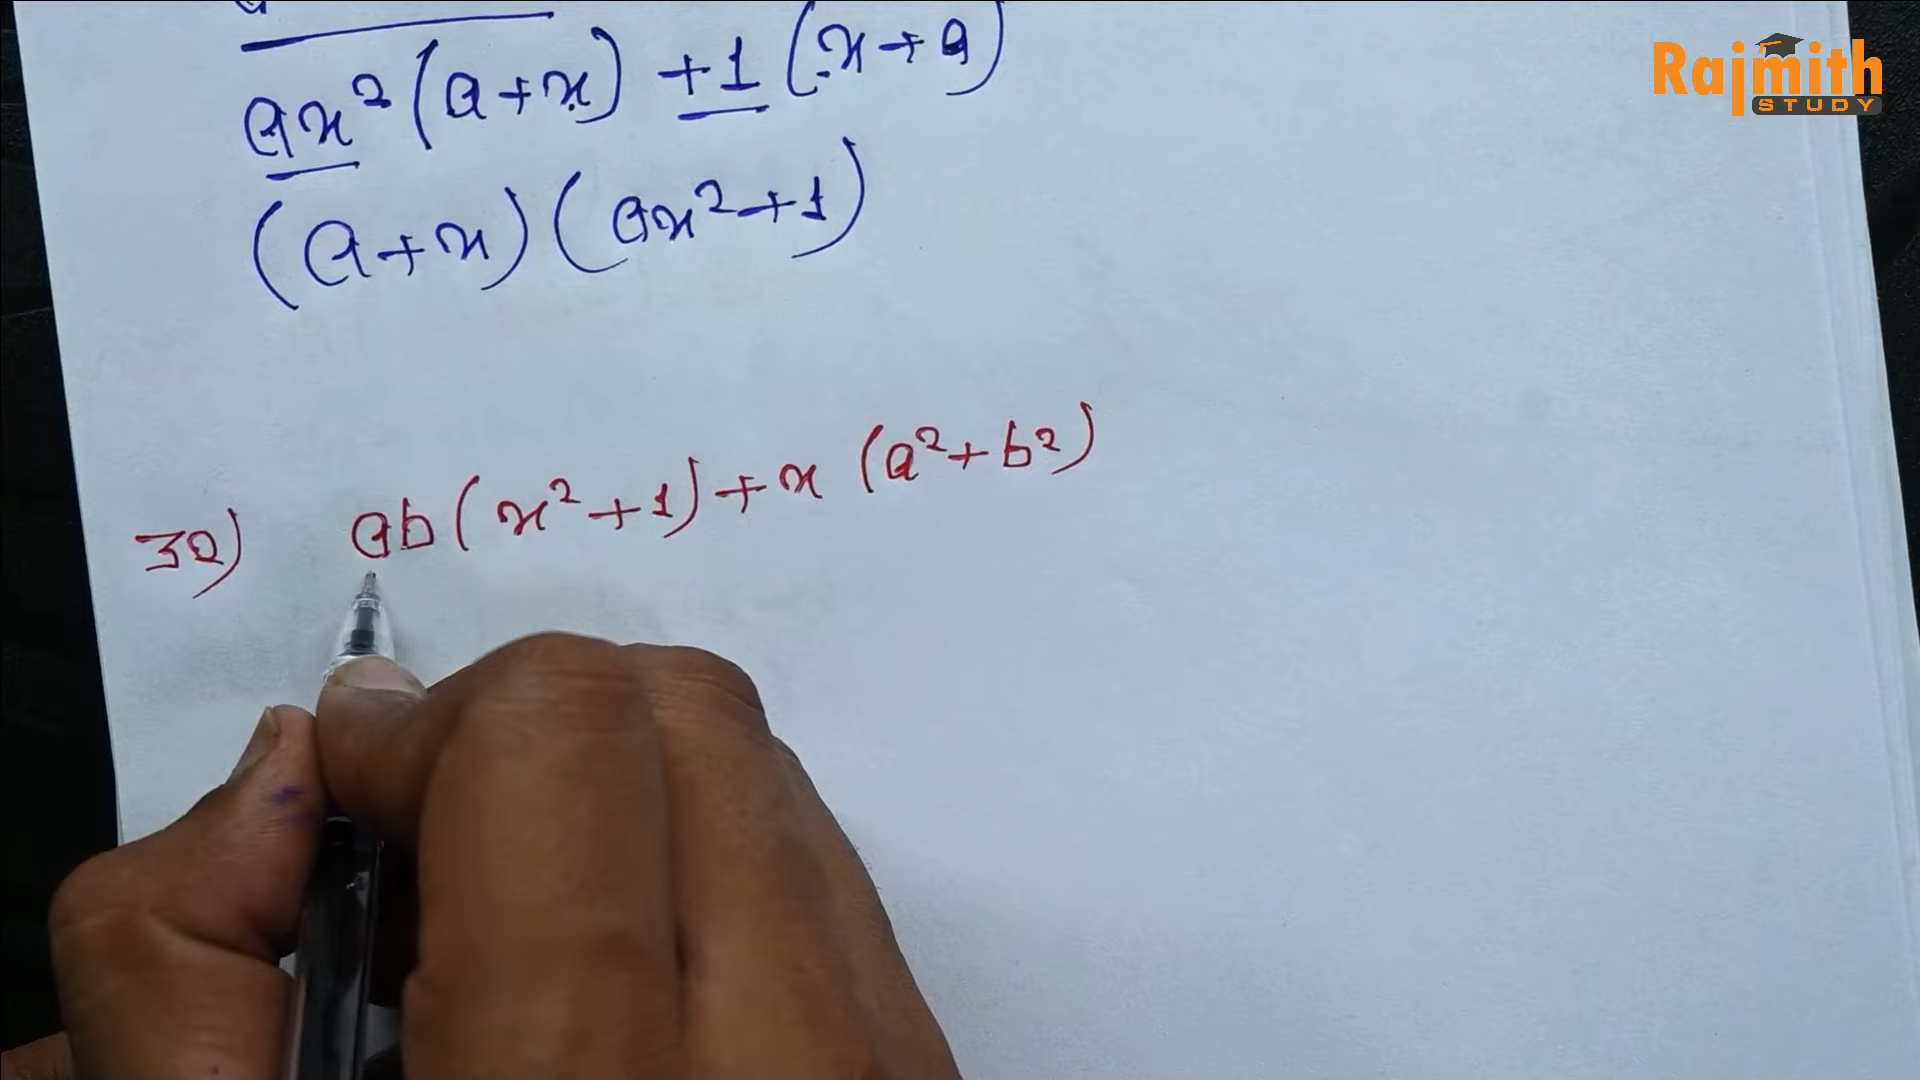 ax²(a+x) +1 (x+a)
(a+x)(ax²+1)
32) ab(x²+1)+x (a²+b²)
Rajmith
STUDY